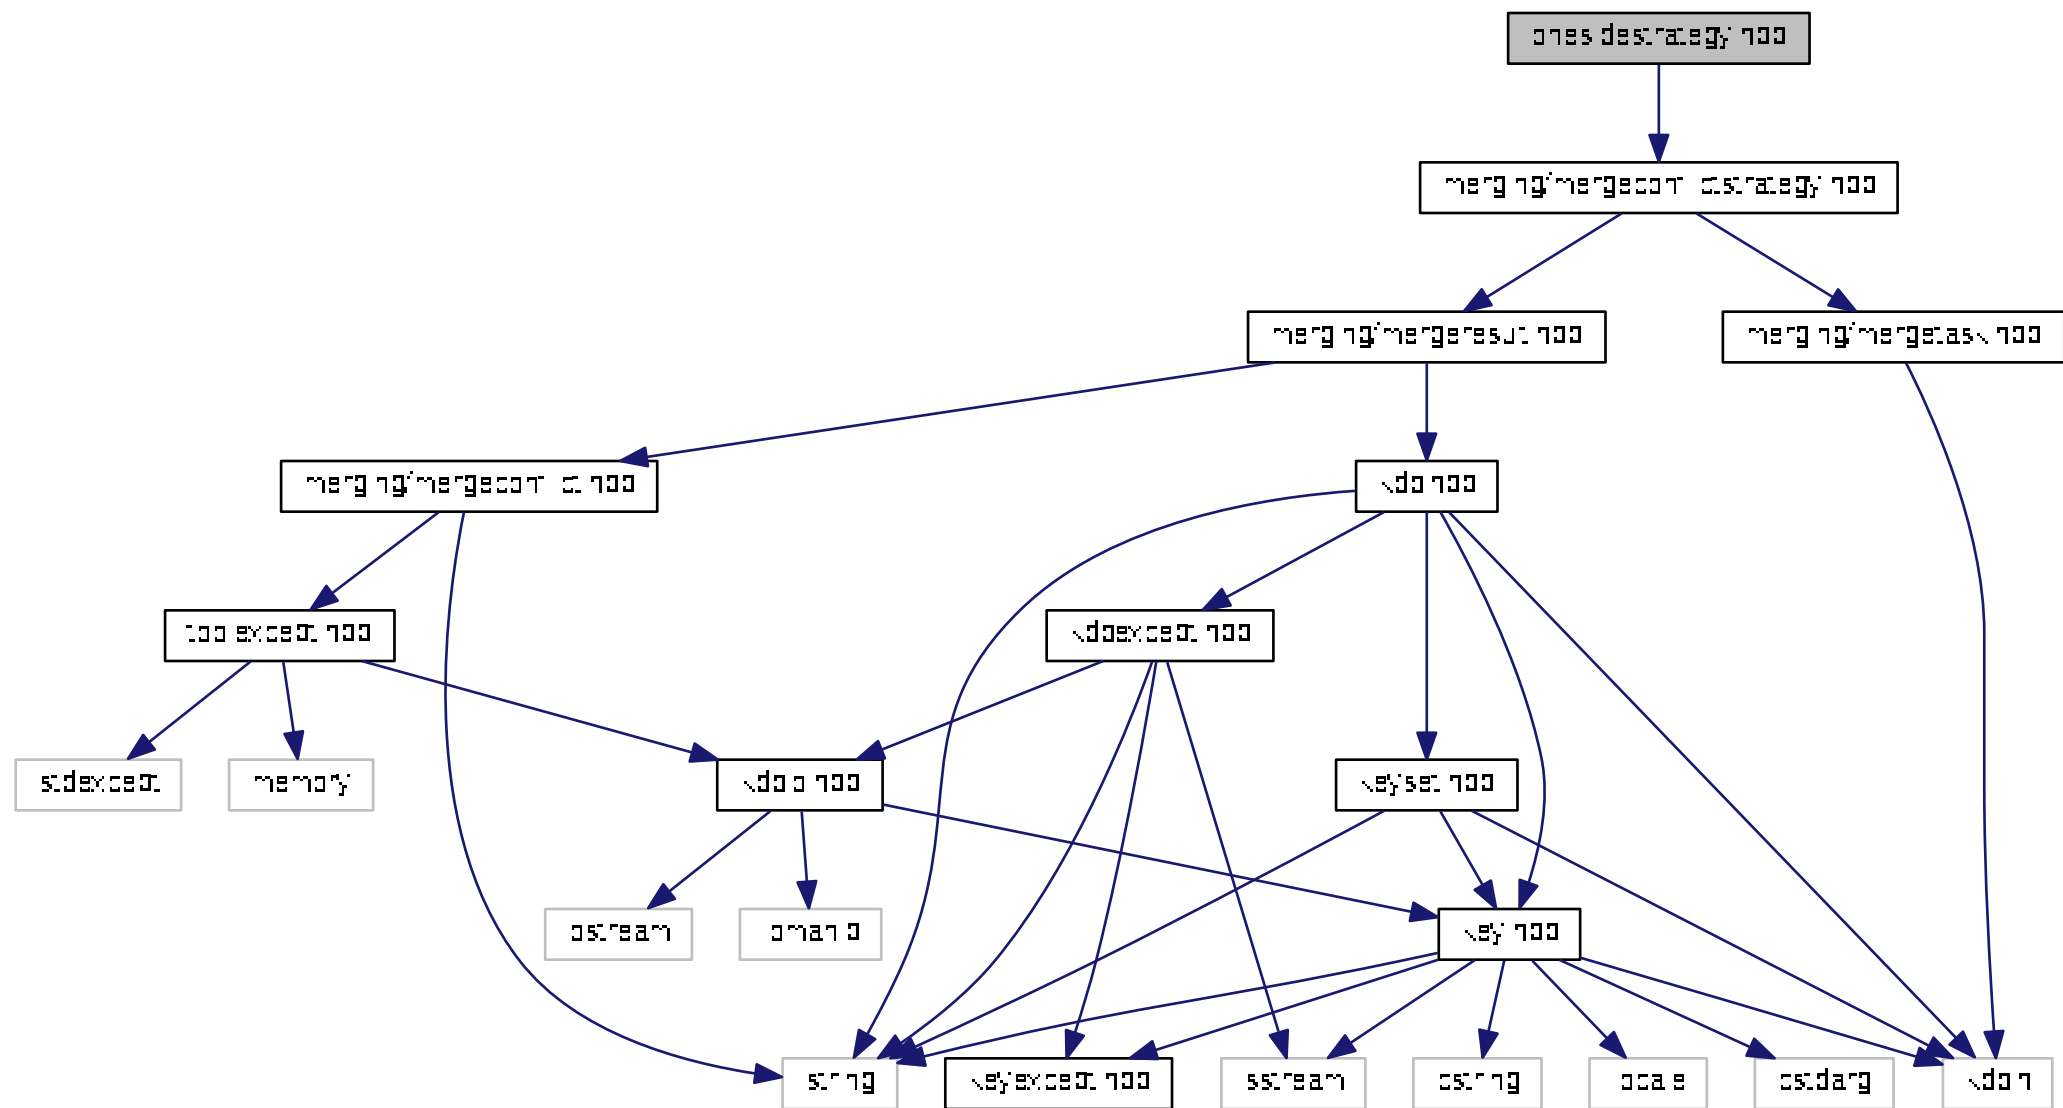 onesidestrategy.hpp
merging/mergeconflictstrategy.hpp
merging/mergeresult.hpp
merging/mergetask.hpp
merging/mergeconflict.hpp
kdb.hpp
toolexcept.hpp
kdbexcept.hpp
stdexcept
memory
kdbio.hpp
keyset.hpp
ostream
iomanip
key.hpp
string
keyexcept.hpp
sstream
cstring
locale
cstdarg
kdb.h